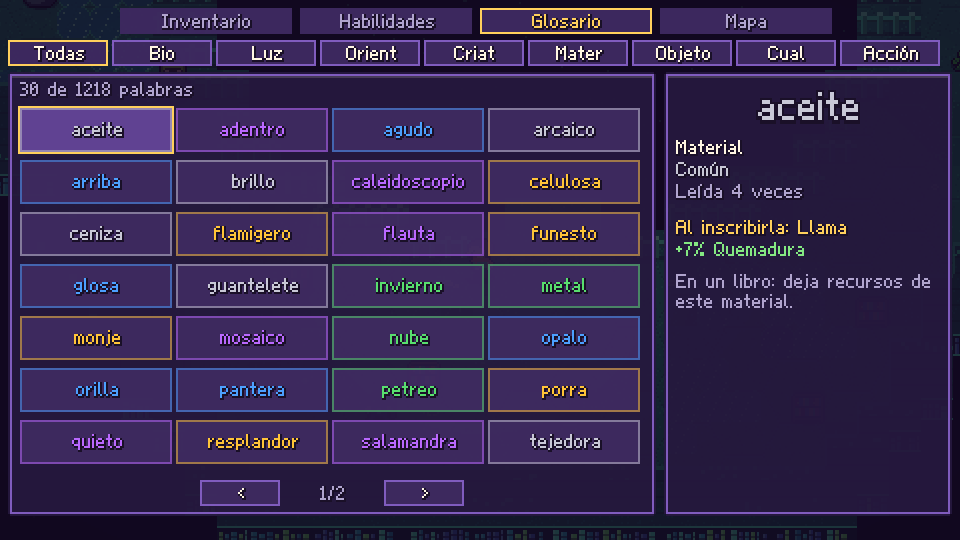 Inventario Habilidades Glosario Mapa
Todas Bio Luz Orient Criat Mater Objeto Cual Acción
30 de 1218 palabras
aceite adentro agudo arcaico
arriba brillo caleidoscopio celulosa
ceniza flamigero flauta funesto
glosa guantelete invierno metal
monje mosaico nube opalo
orilla pantera petreo porra
quieto resplandor salamandra tejedora
< 1/2 >
aceite
Material
Común
Leída 4 veces
Al inscribirla: Llama
+7% Quemadura
En un libro: deja recursos de
este material.